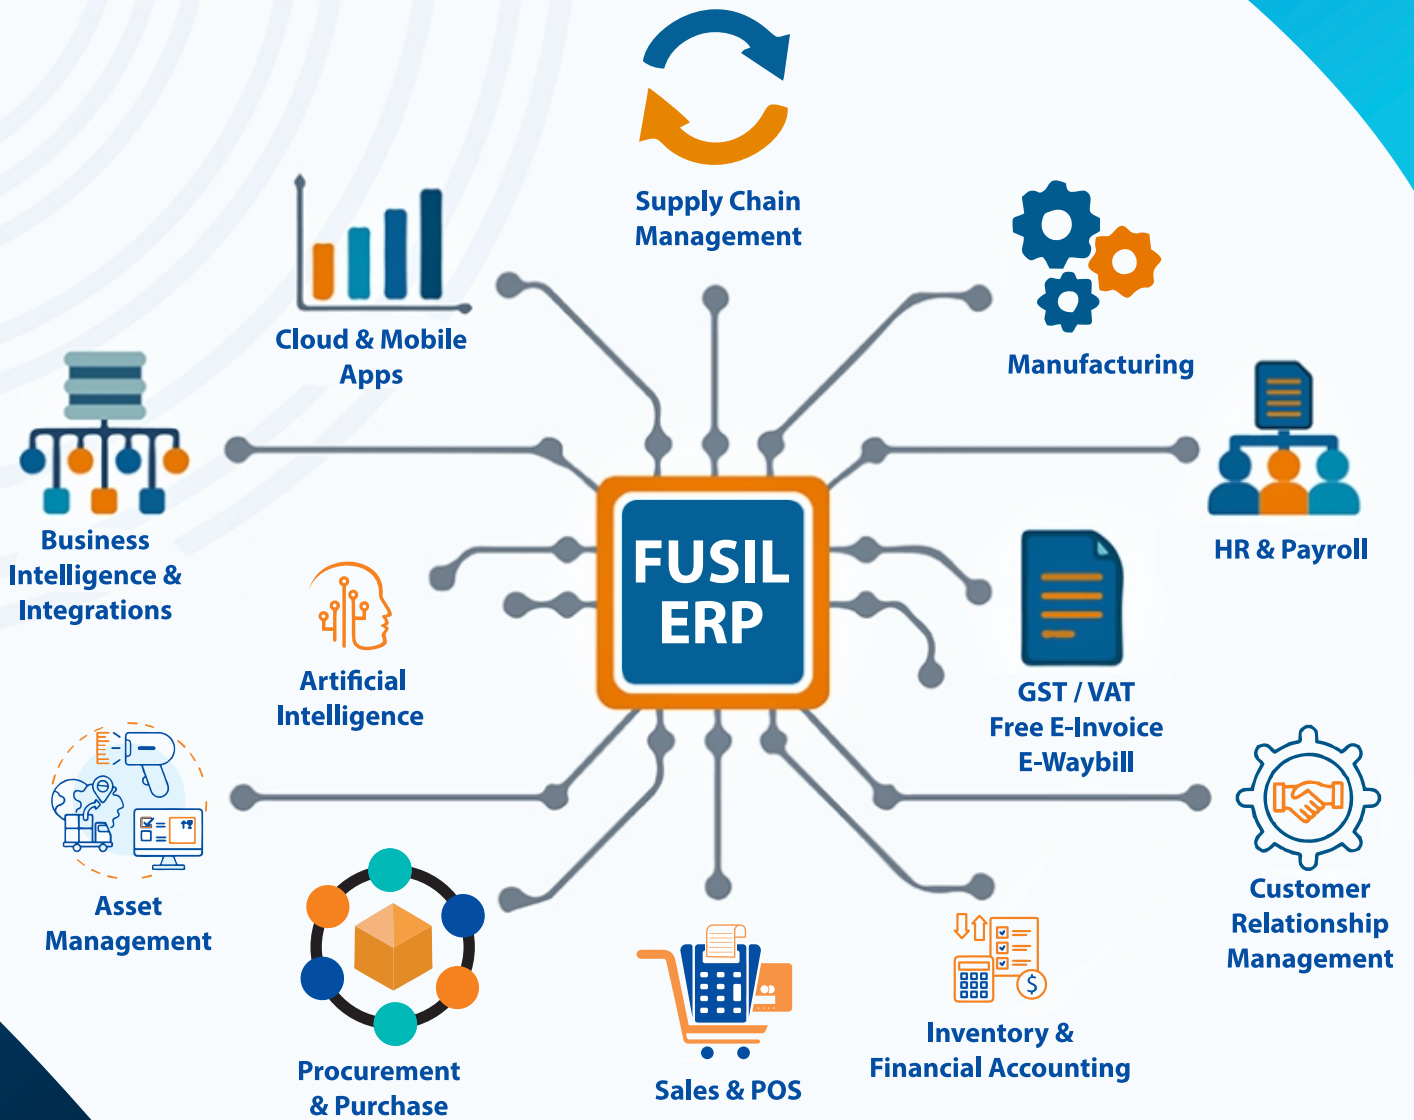 Supply Chain
Management
Cloud & Mobile
Apps
Manufacturing
Business
Intelligence &
Integrations
HR & Payroll
FUSIL
ERP
Artificial
Intelligence
GST / VAT
Free E-Invoice
E-Waybill
Asset
Management
Customer
Relationship
Management
Procurement
& Purchase
Sales & POS
Inventory &
Financial Accounting